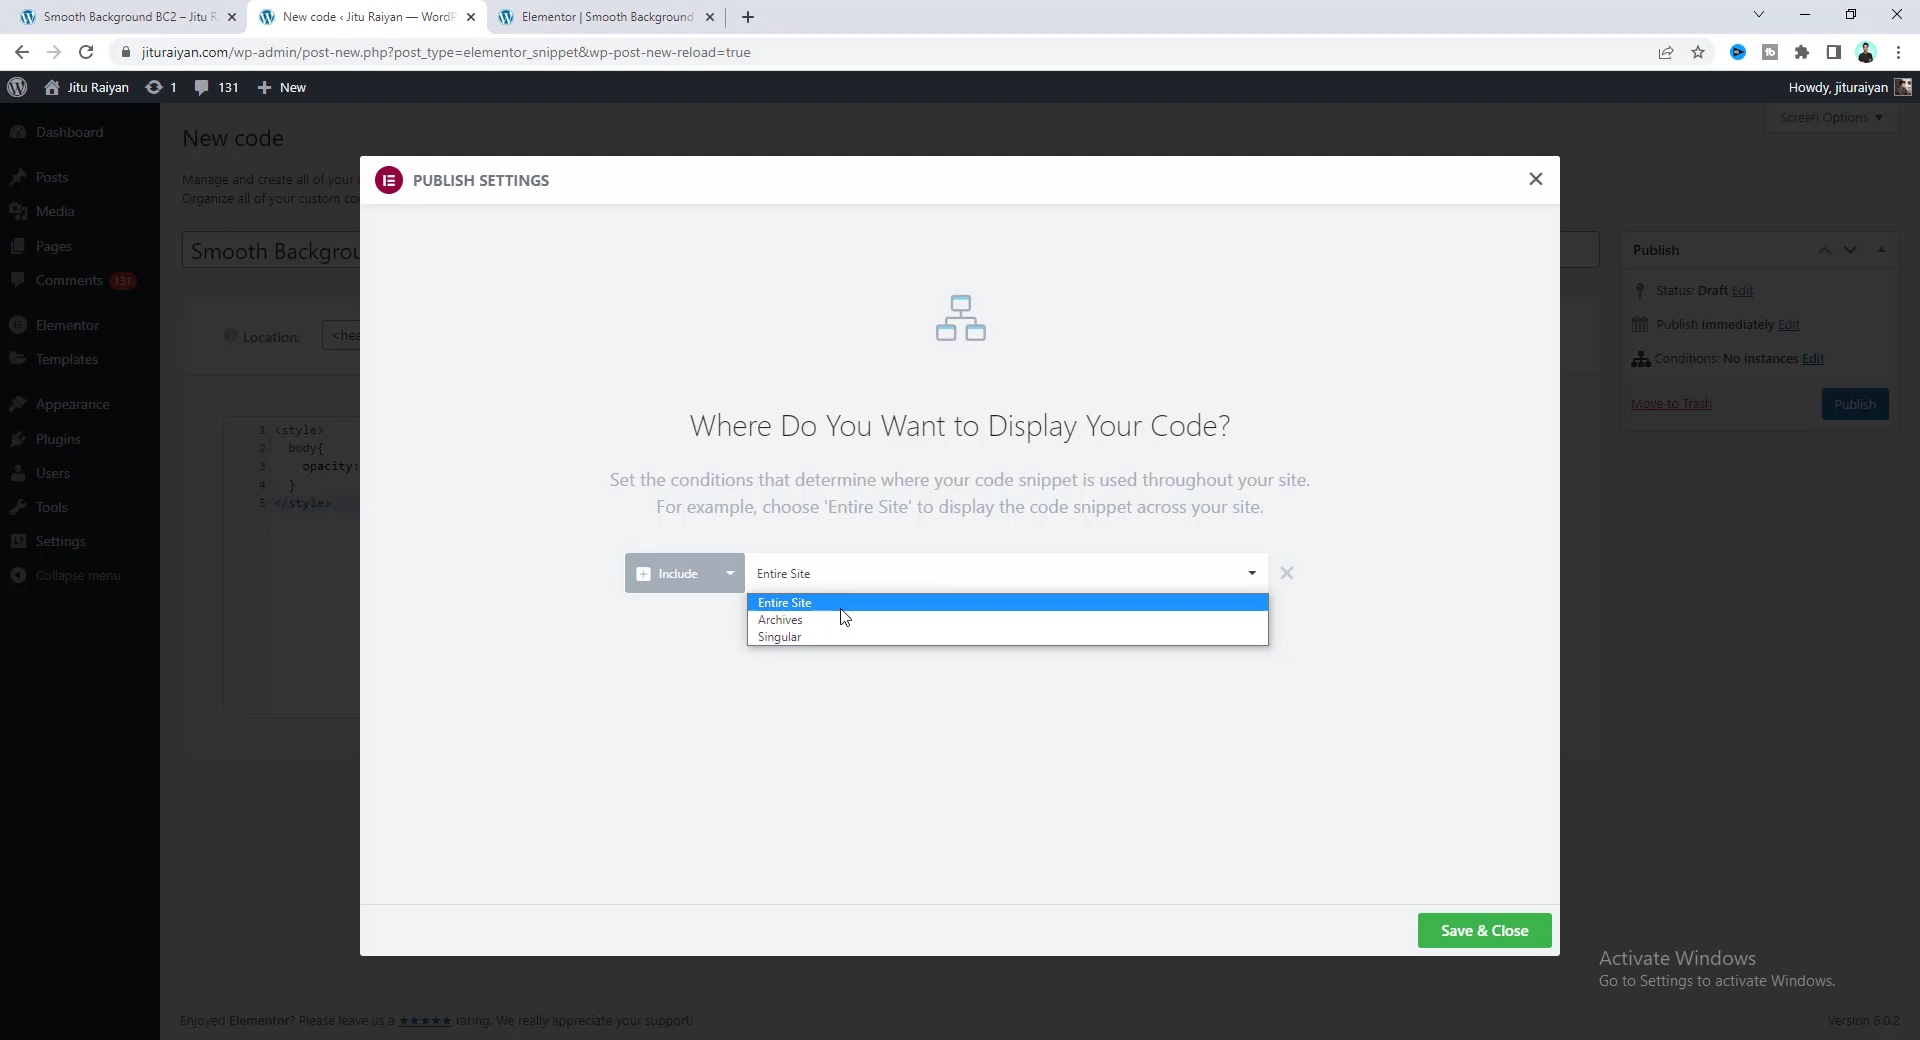 Smooth Background BC2 – Jitu R
New code ‹ Jitu Raiyan — WordP
Elementor | Smooth Background
jituraiyan.com/wp-admin/post-new.php?post_type=elementor_snippet&wp-post-new-reload=true
Jitu Raiyan
1
131
New
Howdy, jituraiyan
Dashboard
Posts
Media
Pages
Comments 131
Elementor
Templates
Appearance
Plugins
Users
Tools
Settings
Collapse menu
New code
Screen Options
Manage and create all of your
Organize all of your custom co
Smooth Backgrou
Location:
<hea
1 <style>
2 body{
3 opacity:
4 }
5 </style>
PUBLISH SETTINGS
Where Do You Want to Display Your Code?
Set the conditions that determine where your code snippet is used throughout your site.
For example, choose 'Entire Site' to display the code snippet across your site.
Include
Entire Site
Entire Site
Archives
Singular
Save & Close
Publish
Status: Draft Edit
Publish immediately Edit
Conditions: No instances Edit
Move to Trash
Publish
Activate Windows
Go to Settings to activate Windows.
Enjoyed Elementor? Please leave us a ★★★★★ rating. We really appreciate your support!
Version 6.0.2